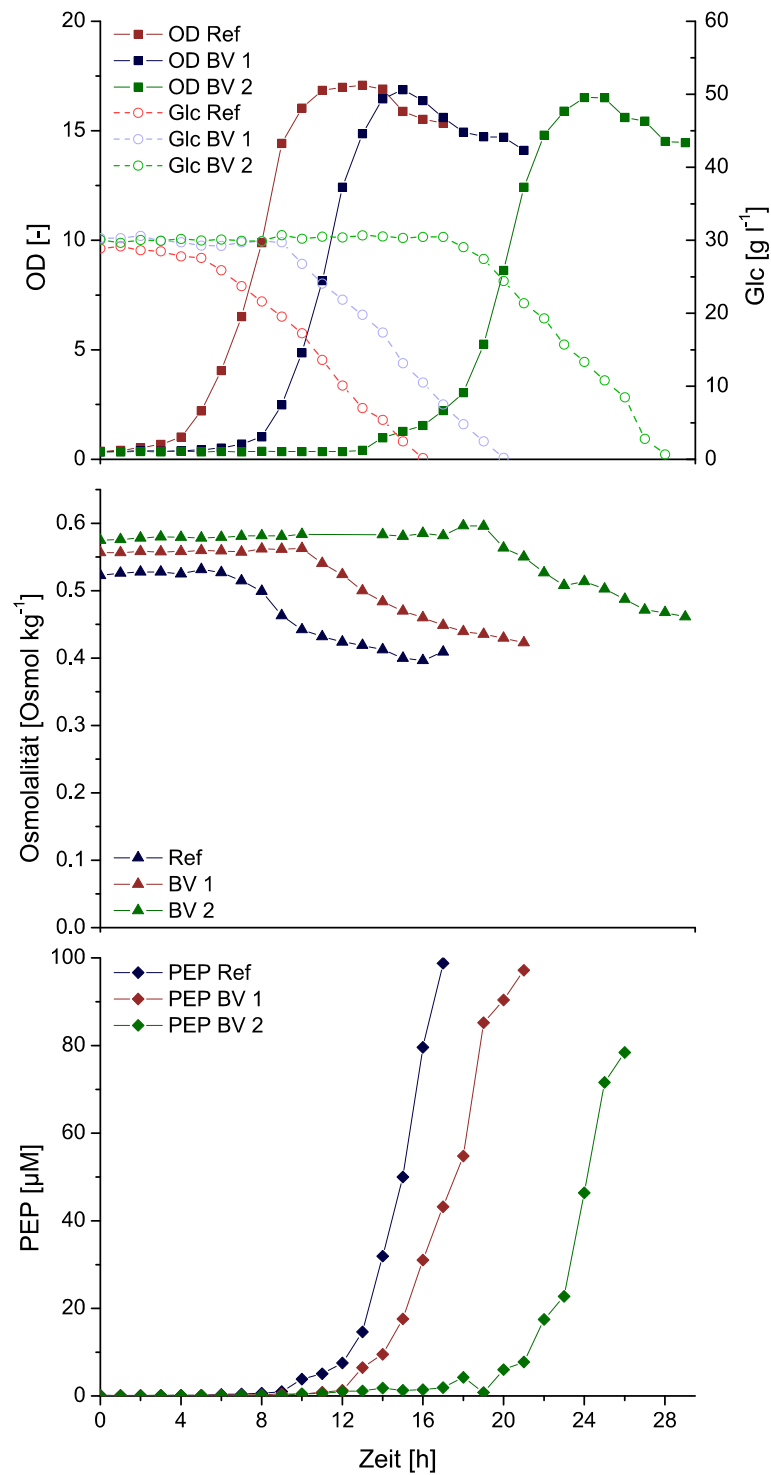 20
15
10
5
0
OD [-]
OD Ref
OD BV 1
OD BV 2
Glc Ref
Glc BV 1
Glc BV 2
60
50
40
30
20
10
0
Glc [g l⁻¹]
0.6
0.5
0.4
0.3
0.2
0.1
0.0
Osmolalität [Osmol kg⁻¹]
Ref
BV 1
BV 2
100
80
60
40
20
0
PEP [µM]
PEP Ref
PEP BV 1
PEP BV 2
0 4 8 12 16 20 24 28
Zeit [h]